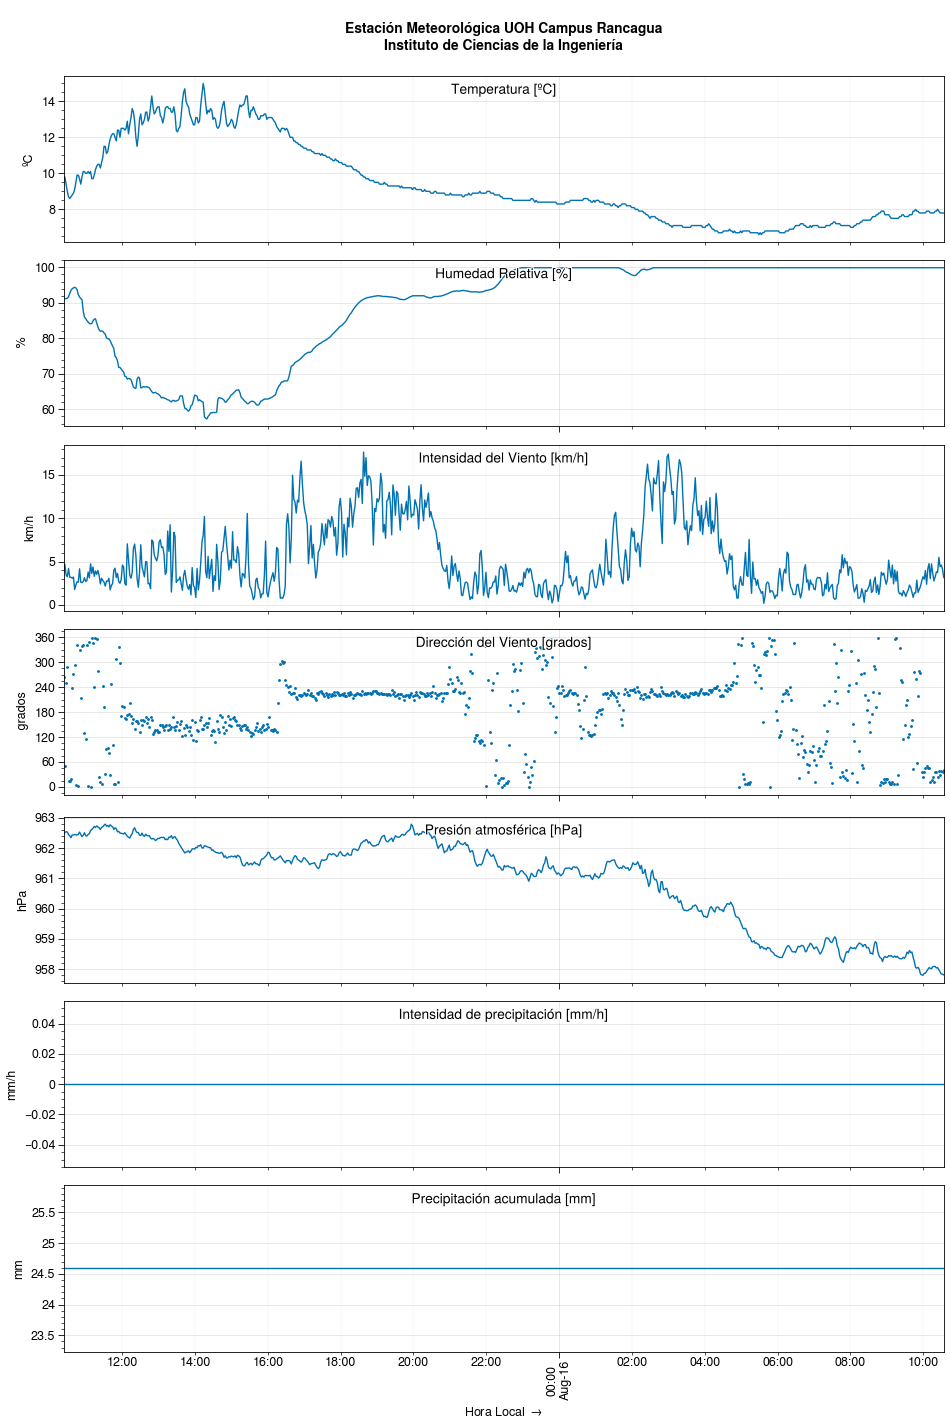 Estación Meteorológica UOH Campus Rancagua
Instituto de Ciencias de la Ingeniería
Temperatura [ºC]
14
12
10
8
ºC
Humedad Relativa [%]
100
90
80
70
60
%
Intensidad del Viento [km/h]
15
10
5
0
km/h
Dirección del Viento [grados]
360
300
240
180
120
60
0
grados
Presión atmosférica [hPa]
963
962
961
960
959
958
hPa
Intensidad de precipitación [mm/h]
0.04
0.02
0
−0.02
−0.04
mm/h
Precipitación acumulada [mm]
25.5
25
24.5
24
23.5
mm
12:00 14:00 16:00 18:00 20:00 22:00 00:00 02:00 04:00 06:00 08:00 10:00
Aug-16
Hora Local →